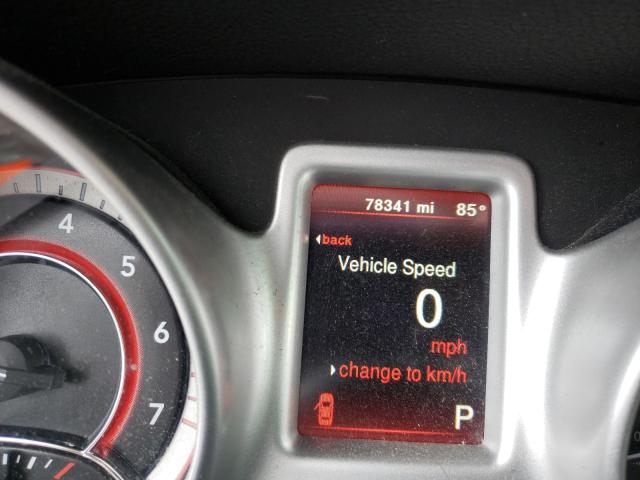 78341 mi 85°
back
Vehicle Speed
0
mph
change to km/h
P
4
5
6
7